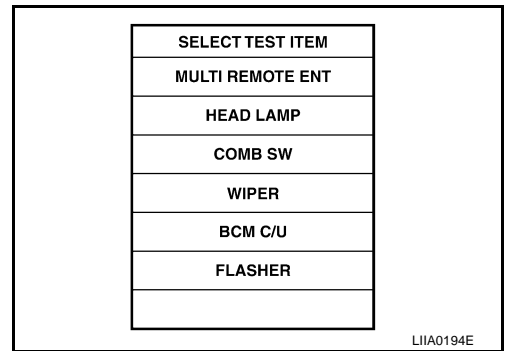 SELECT TEST ITEM
MULTI REMOTE ENT
HEAD LAMP
COMB SW
WIPER
BCM C/U
FLASHER
LIIA0194E